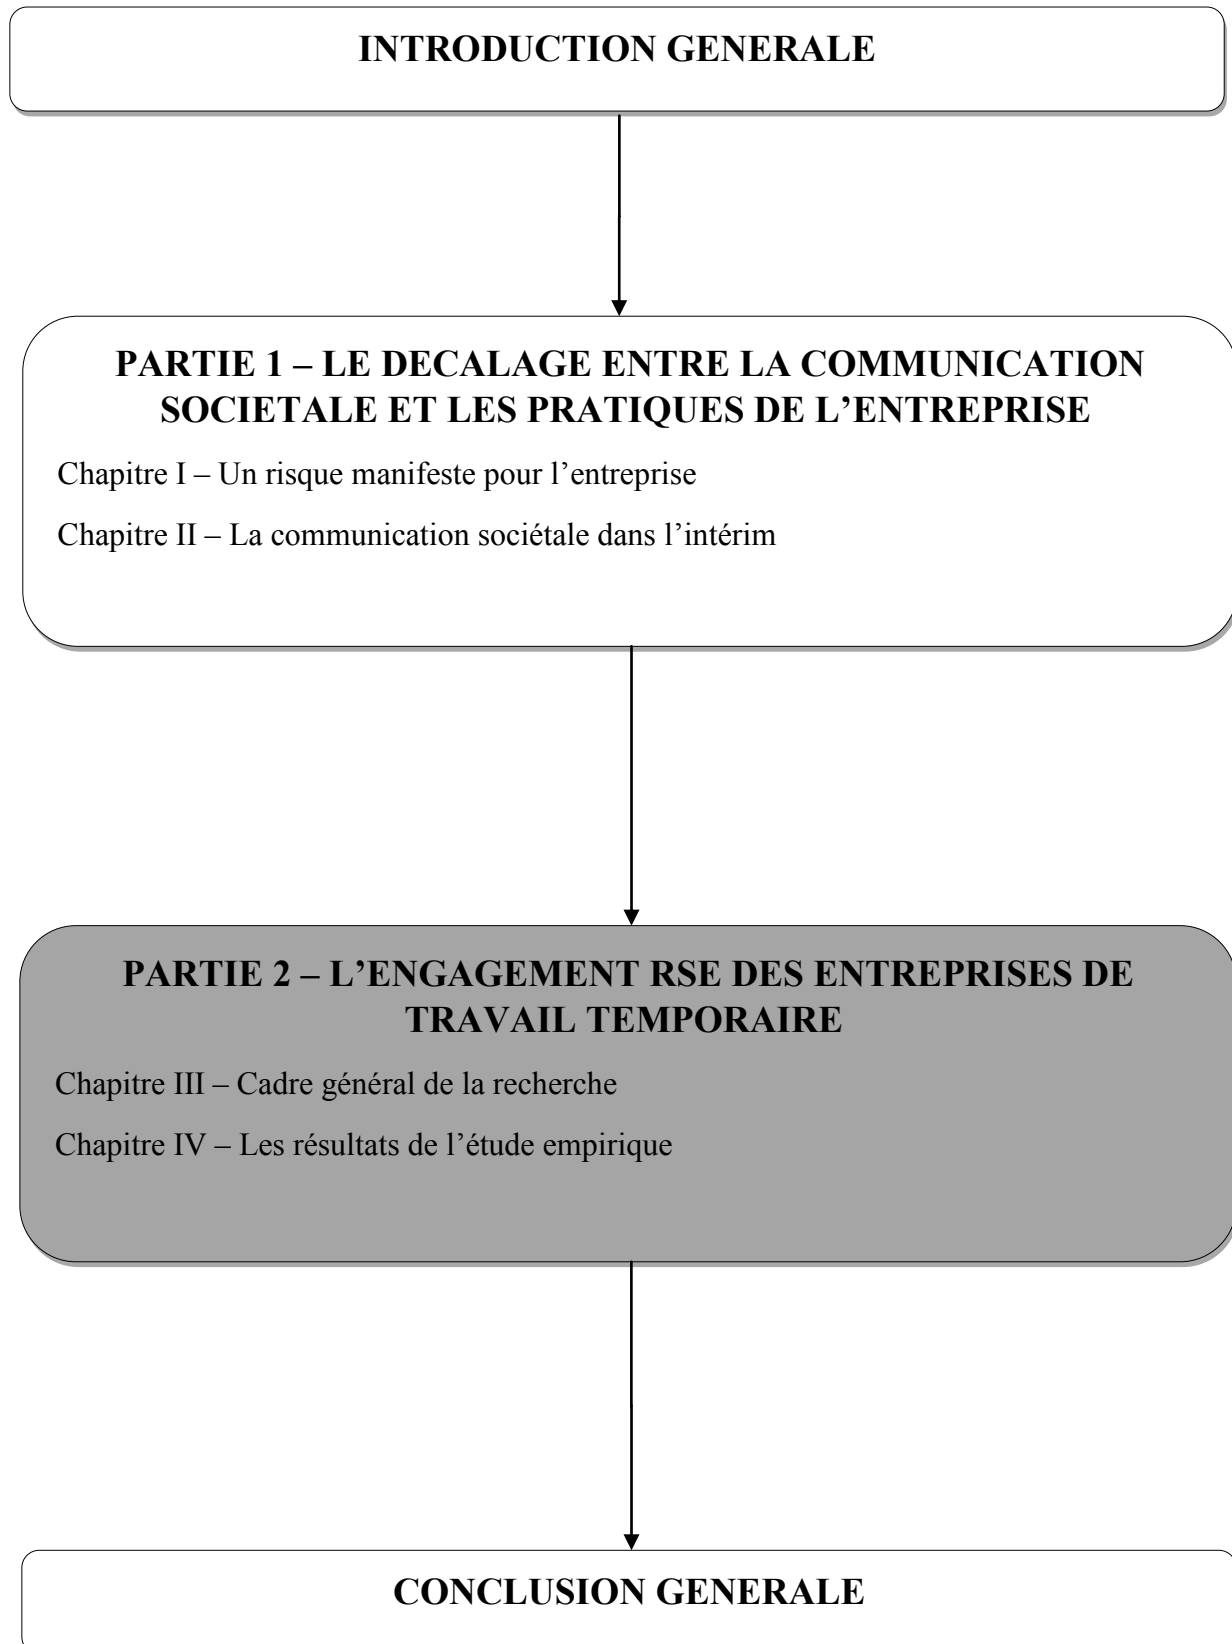 INTRODUCTION GENERALE
PARTIE 1 – LE DECALAGE ENTRE LA COMMUNICATION
SOCIETALE ET LES PRATIQUES DE L’ENTREPRISE
Chapitre I – Un risque manifeste pour l’entreprise
Chapitre II – La communication sociétale dans l’intérim
PARTIE 2 – L’ENGAGEMENT RSE DES ENTREPRISES DE
TRAVAIL TEMPORAIRE
Chapitre III – Cadre général de la recherche
Chapitre IV – Les résultats de l’étude empirique
CONCLUSION GENERALE